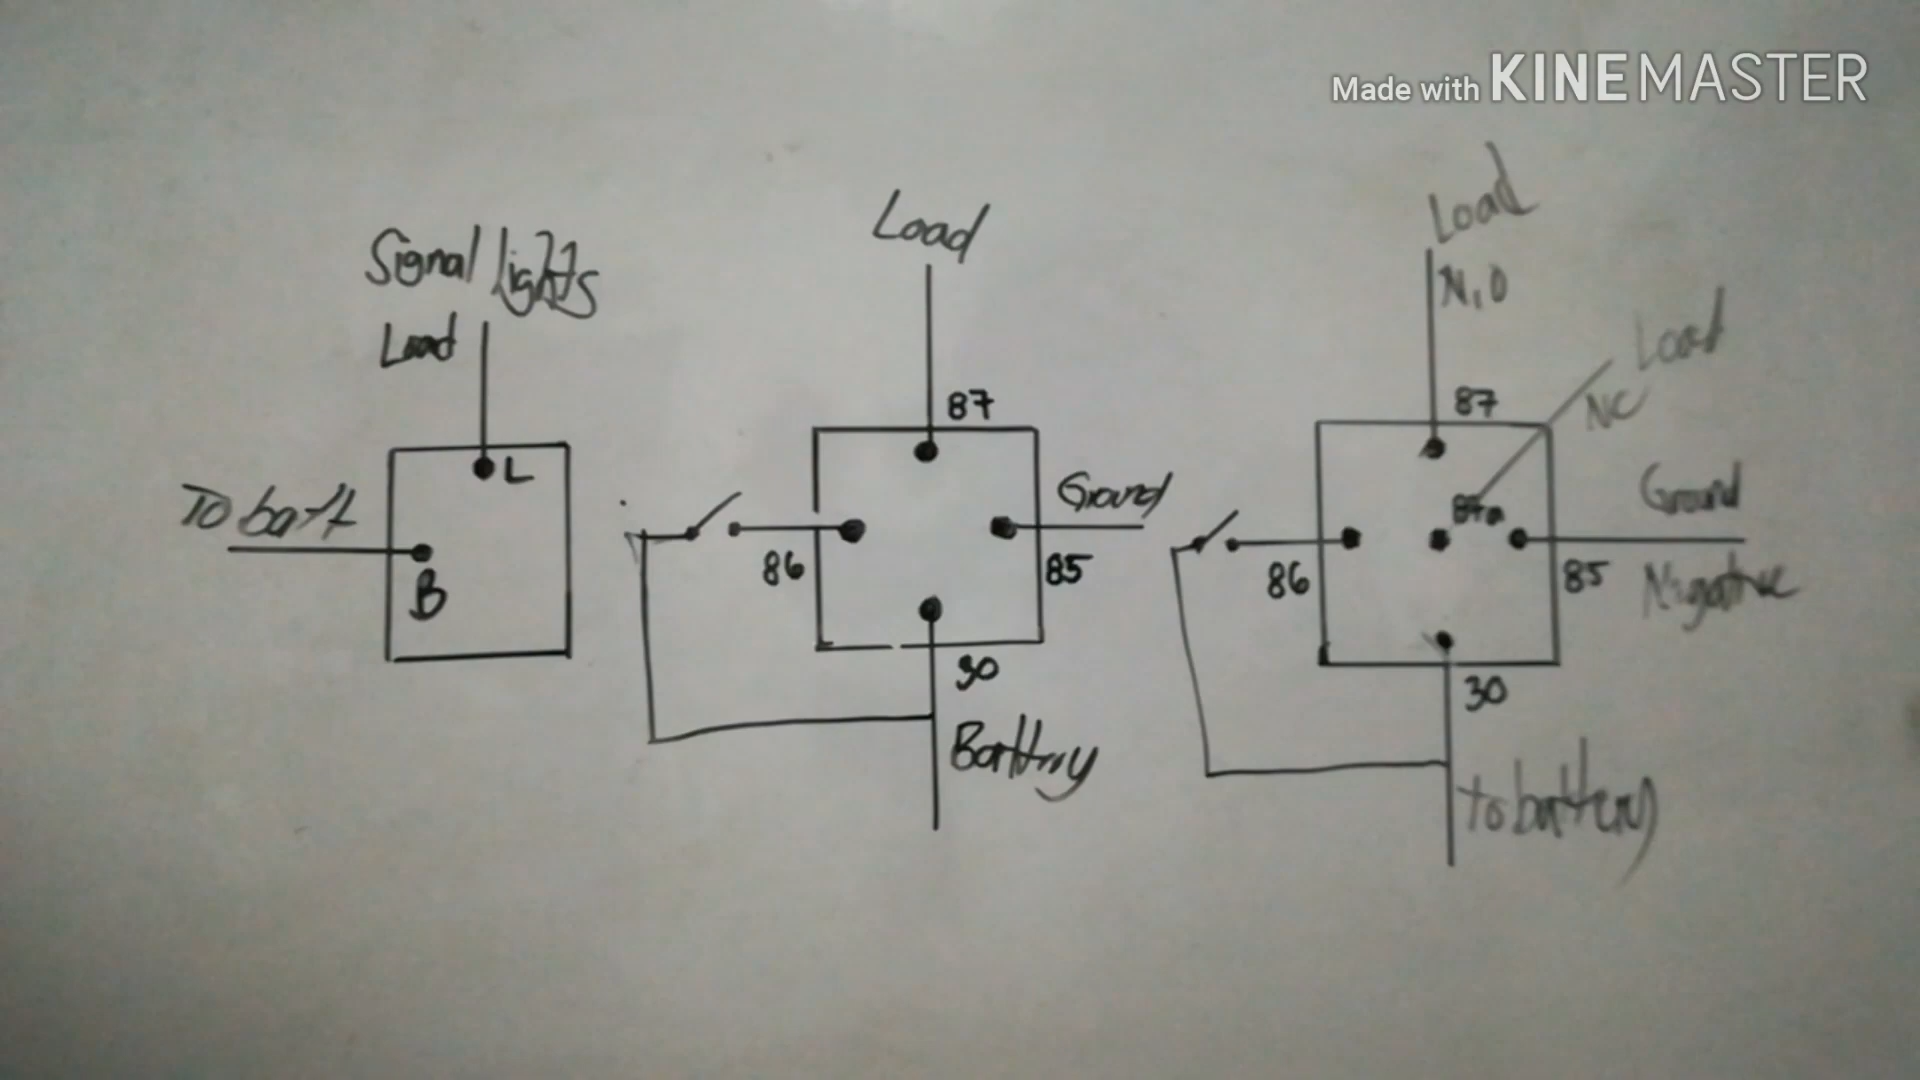 Made with KINEMASTER
Signal lights
Load
L
To batt
B
Load
87
Ground
86
85
30
Battery
Load
N.O
Load
NC
87
87a
Ground
86
85
Nigative
30
to battery